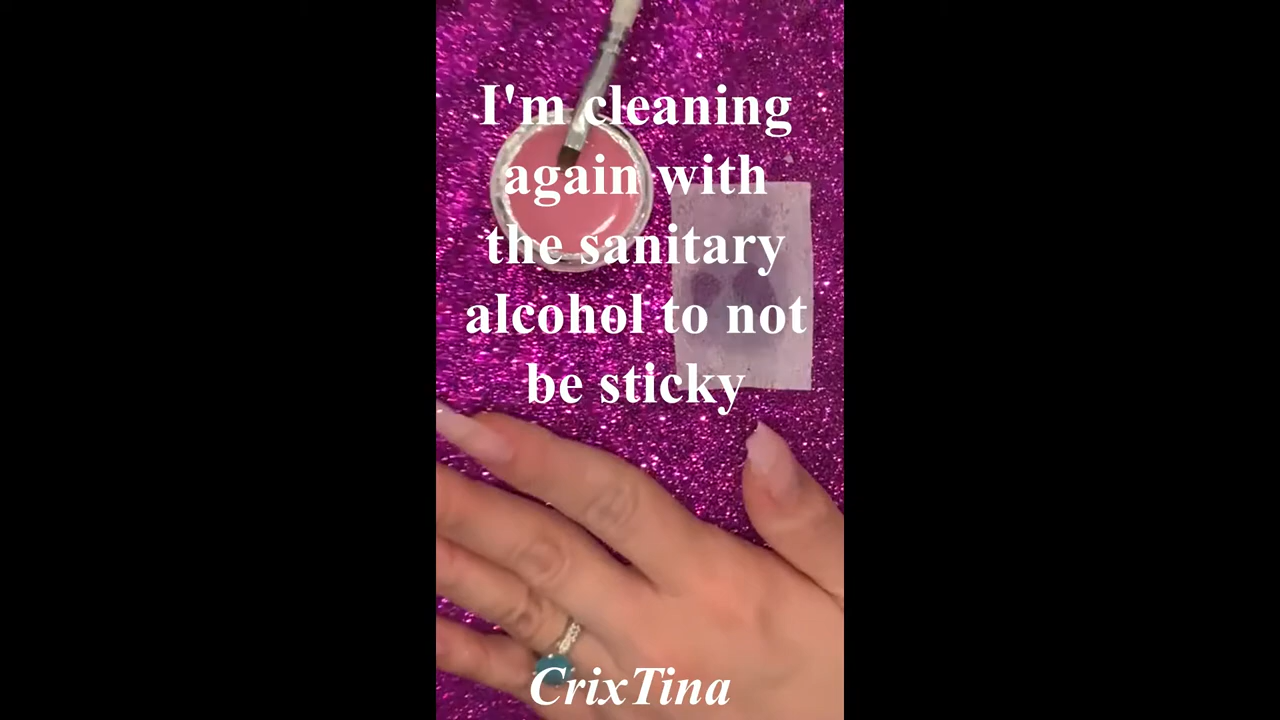 I'm cleaning
again with
the sanitary
alcohol to not
be sticky
CrixTina